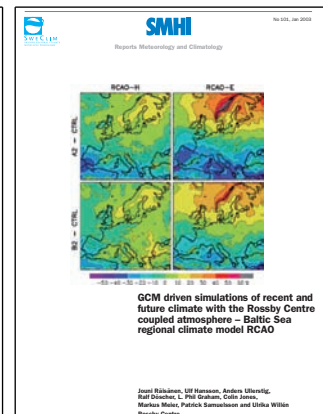 No 101, Jan 2003
SWECLIM
SMHI
Reports Meteorology and Climatology
RCAO-H RCAO-E
A2 - CTRL
B2 - CTRL
GCM driven simulations of recent and
future climate with the Rossby Centre
coupled atmosphere – Baltic Sea
regional climate model RCAO
Jouni Räisänen, Ulf Hansson, Anders Ullerstig,
Ralf Döscher, L. Phil Graham, Colin Jones,
Markus Meier, Patrick Samuelsson and Ulrika Willén
Rossby Centre